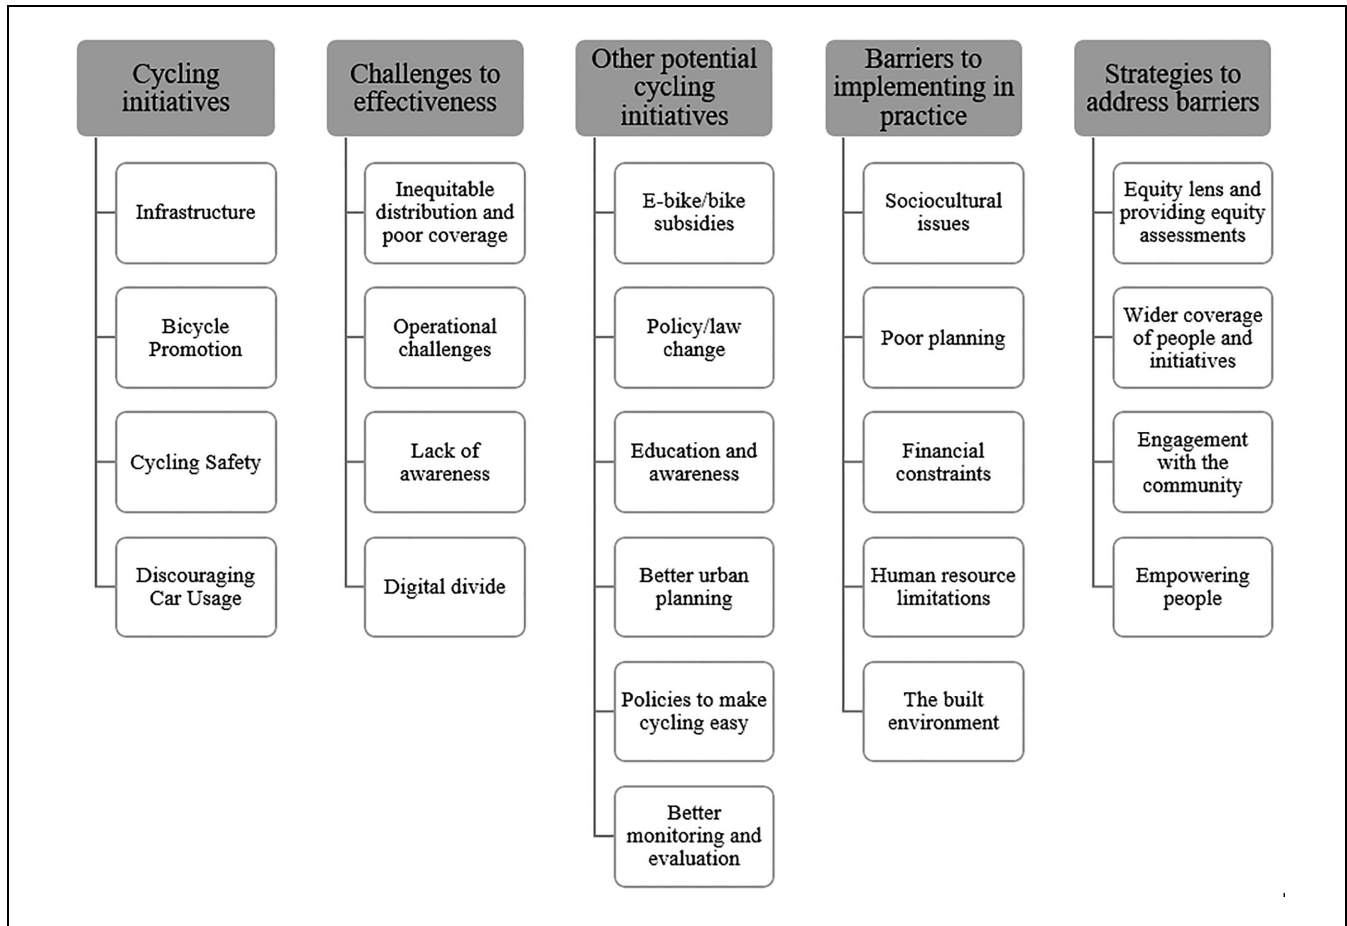 Cycling
initiatives
Infrastructure
Bicycle
Promotion
Cycling Safety
Discouraging
Car Usage
Challenges to
effectiveness
Inequitable
distribution and
poor coverage
Operational
challenges
Lack of
awareness
Digital divide
Other potential
cycling
initiatives
E-bike/bike
subsidies
Policy/law
change
Education and
awareness
Better urban
planning
Policies to make
cycling easy
Better
monitoring and
evaluation
Barriers to
implementing in
practice
Sociocultural
issues
Poor planning
Financial
constraints
Human resource
limitations
The built
environment
Strategies to
address barriers
Equity lens and
providing equity
assessments
Wider coverage
of people and
initiatives
Engagement
with the
community
Empowering
people